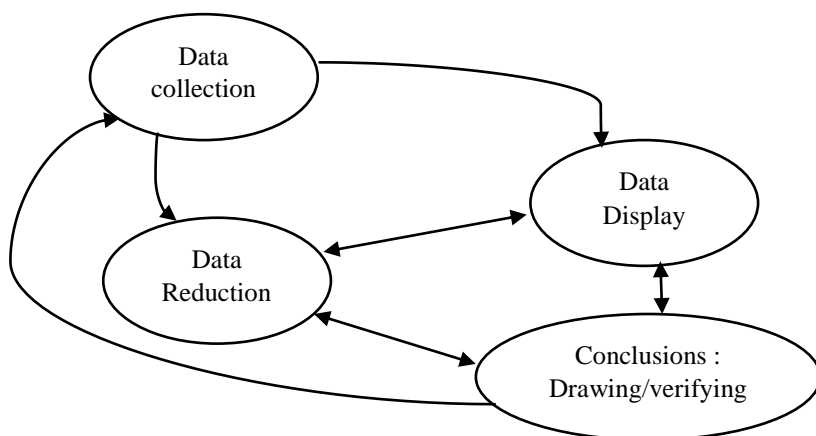 Data
collection
Data
Display
Data
Reduction
Conclusions :
Drawing/verifying